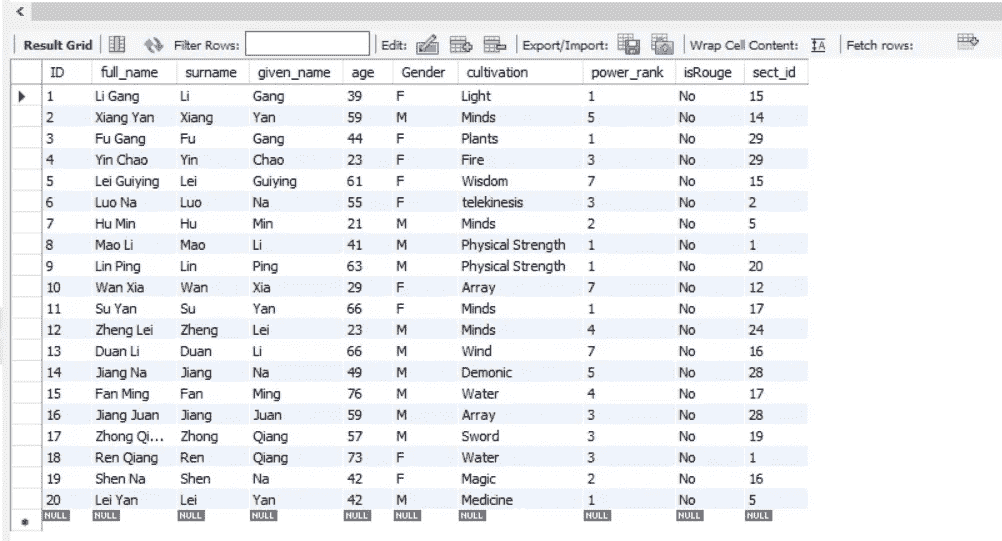 Result Grid Filter Rows: Edit: Export/Import: Wrap Cell Content: IA Fetch rows:
ID full_name surname given_name age Gender cultivation power_rank isRouge sect_id
1 Li Gang Li Gang 39 F Light 1 No 15
2 Xiang Yan Xiang Yan 59 M Minds 5 No 14
3 Fu Gang Fu Gang 44 F Plants 1 No 29
4 Yin Chao Yin Chao 23 F Fire 3 No 29
5 Lei Guiying Lei Guiying 61 F Wisdom 7 No 15
6 Luo Na Luo Na 55 F telekinesis 3 No 2
7 Hu Min Hu Min 21 M Minds 2 No 5
8 Mao Li Mao Li 41 M Physical Strength 1 No 1
9 Lin Ping Lin Ping 63 M Physical Strength 1 No 20
10 Wan Xia Wan Xia 29 F Array 7 No 12
11 Su Yan Su Yan 66 F Minds 1 No 17
12 Zheng Lei Zheng Lei 23 M Minds 4 No 24
13 Duan Li Duan Li 66 M Wind 7 No 16
14 Jiang Na Jiang Na 49 M Demonic 5 No 28
15 Fan Ming Fan Ming 76 M Water 4 No 17
16 Jiang Juan Jiang Juan 59 M Array 3 No 28
17 Zhong Qi... Zhong Qiang 57 M Sword 3 No 19
18 Ren Qiang Ren Qiang 73 F Water 3 No 1
19 Shen Na Shen Na 42 F Magic 2 No 16
20 Lei Yan Lei Yan 42 M Medicine 1 No 5
NULL NULL NULL NULL NULL NULL NULL NULL NULL NULL